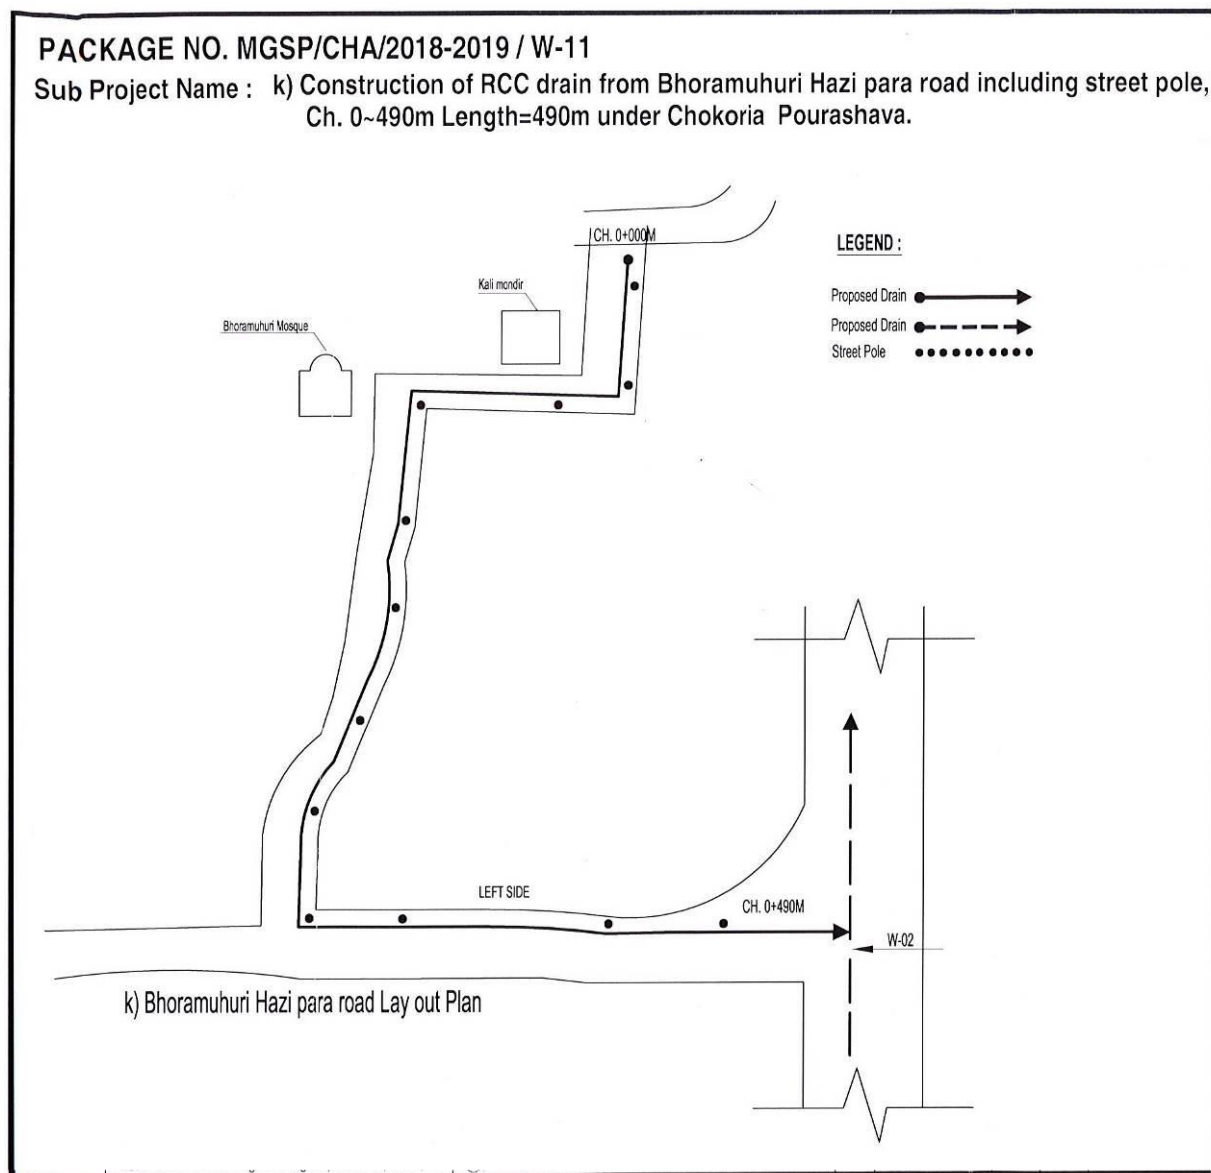 PACKAGE NO. MGSP/CHA/2018-2019 / W-11
Sub Project Name : k) Construction of RCC drain from Bhoramuhuri Hazi para road including street pole,
Ch. 0~490m Length=490m under Chokoria Pourashava.
CH. 0+000M
LEGEND :
Kali mondir
Proposed Drain
Bhoramuhuri Mosque
Proposed Drain
Street Pole
LEFT SIDE
CH. 0+490M
W-02
k) Bhoramuhuri Hazi para road Lay out Plan